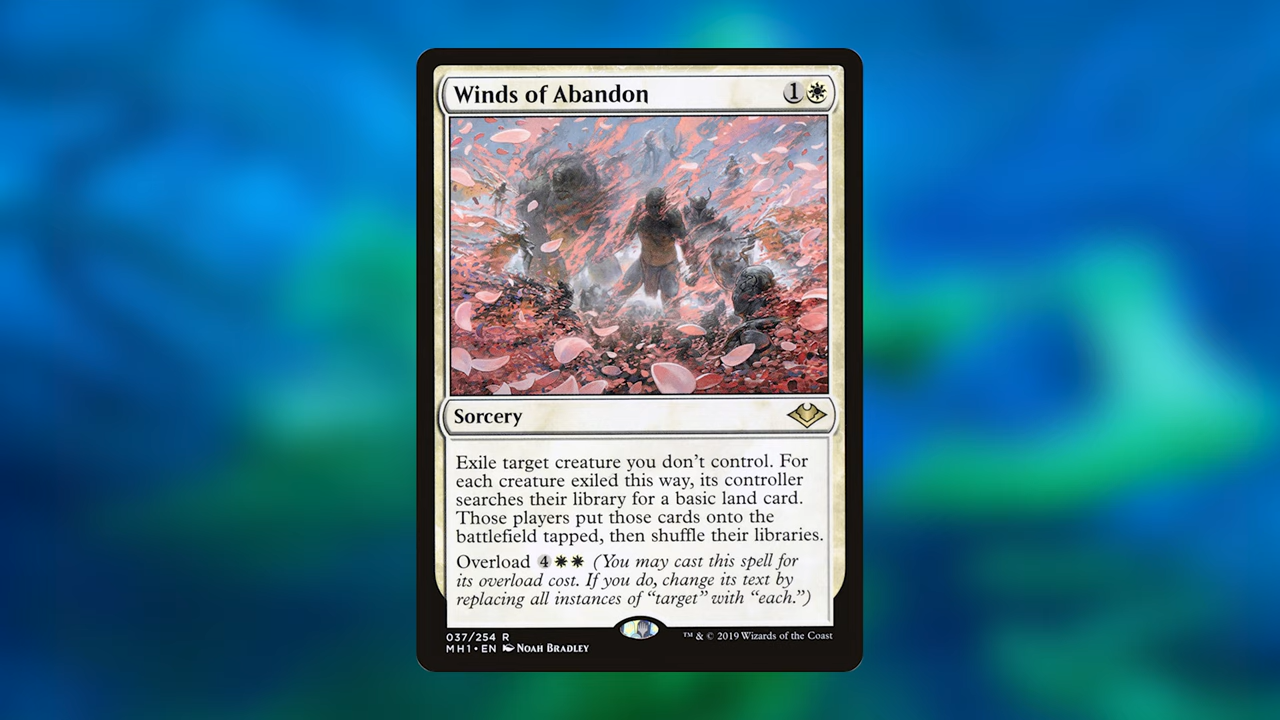 Winds of Abandon 1
Sorcery
Exile target creature you don't control. For
each creature exiled this way, its controller
searches their library for a basic land card.
Those players put those cards onto the
battlefield tapped, then shuffle their libraries.
Overload 4 (You may cast this spell for
its overload cost. If you do, change its text by
replacing all instances of “target” with “each.”)
037/254 R
MH1•EN NOAH BRADLEY
™ & © 2019 Wizards of the Coast